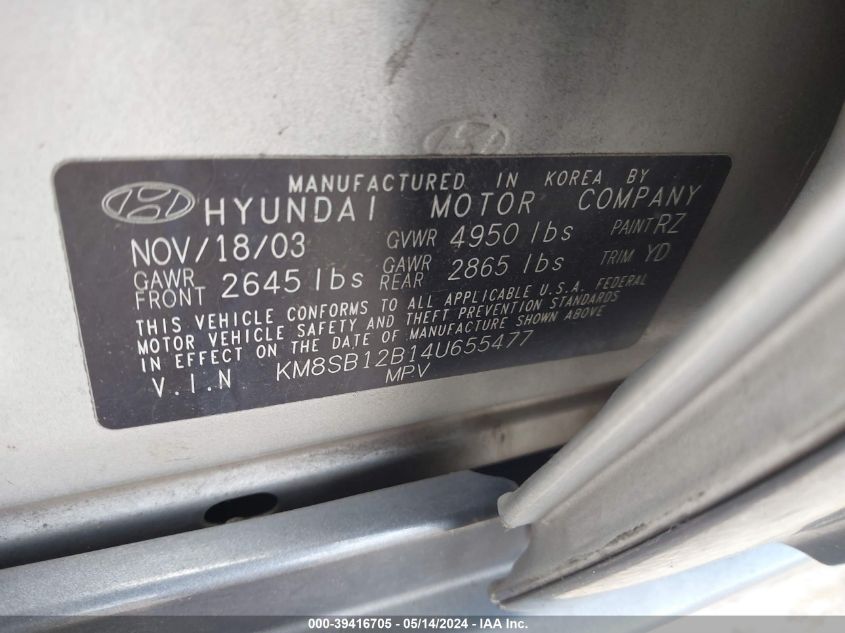 MANUFACTURED IN KOREA BY
HYUNDAI MOTOR COMPANY
NOV/18/03 GVWR 4950 lbs PAINT RZ
GAWR FRONT 2645 lbs GAWR REAR 2865 lbs TRIM YD
THIS VEHICLE CONFORMS TO ALL APPLICABLE U.S.A. FEDERAL
MOTOR VEHICLE SAFETY AND THEFT PREVENTION STANDARDS
IN EFFECT ON THE DATE OF MANUFACTURE SHOWN ABOVE
V.I.N KM8SB12B14U655477
MPV
000-39416705 - 05/14/2024 - IAA Inc.